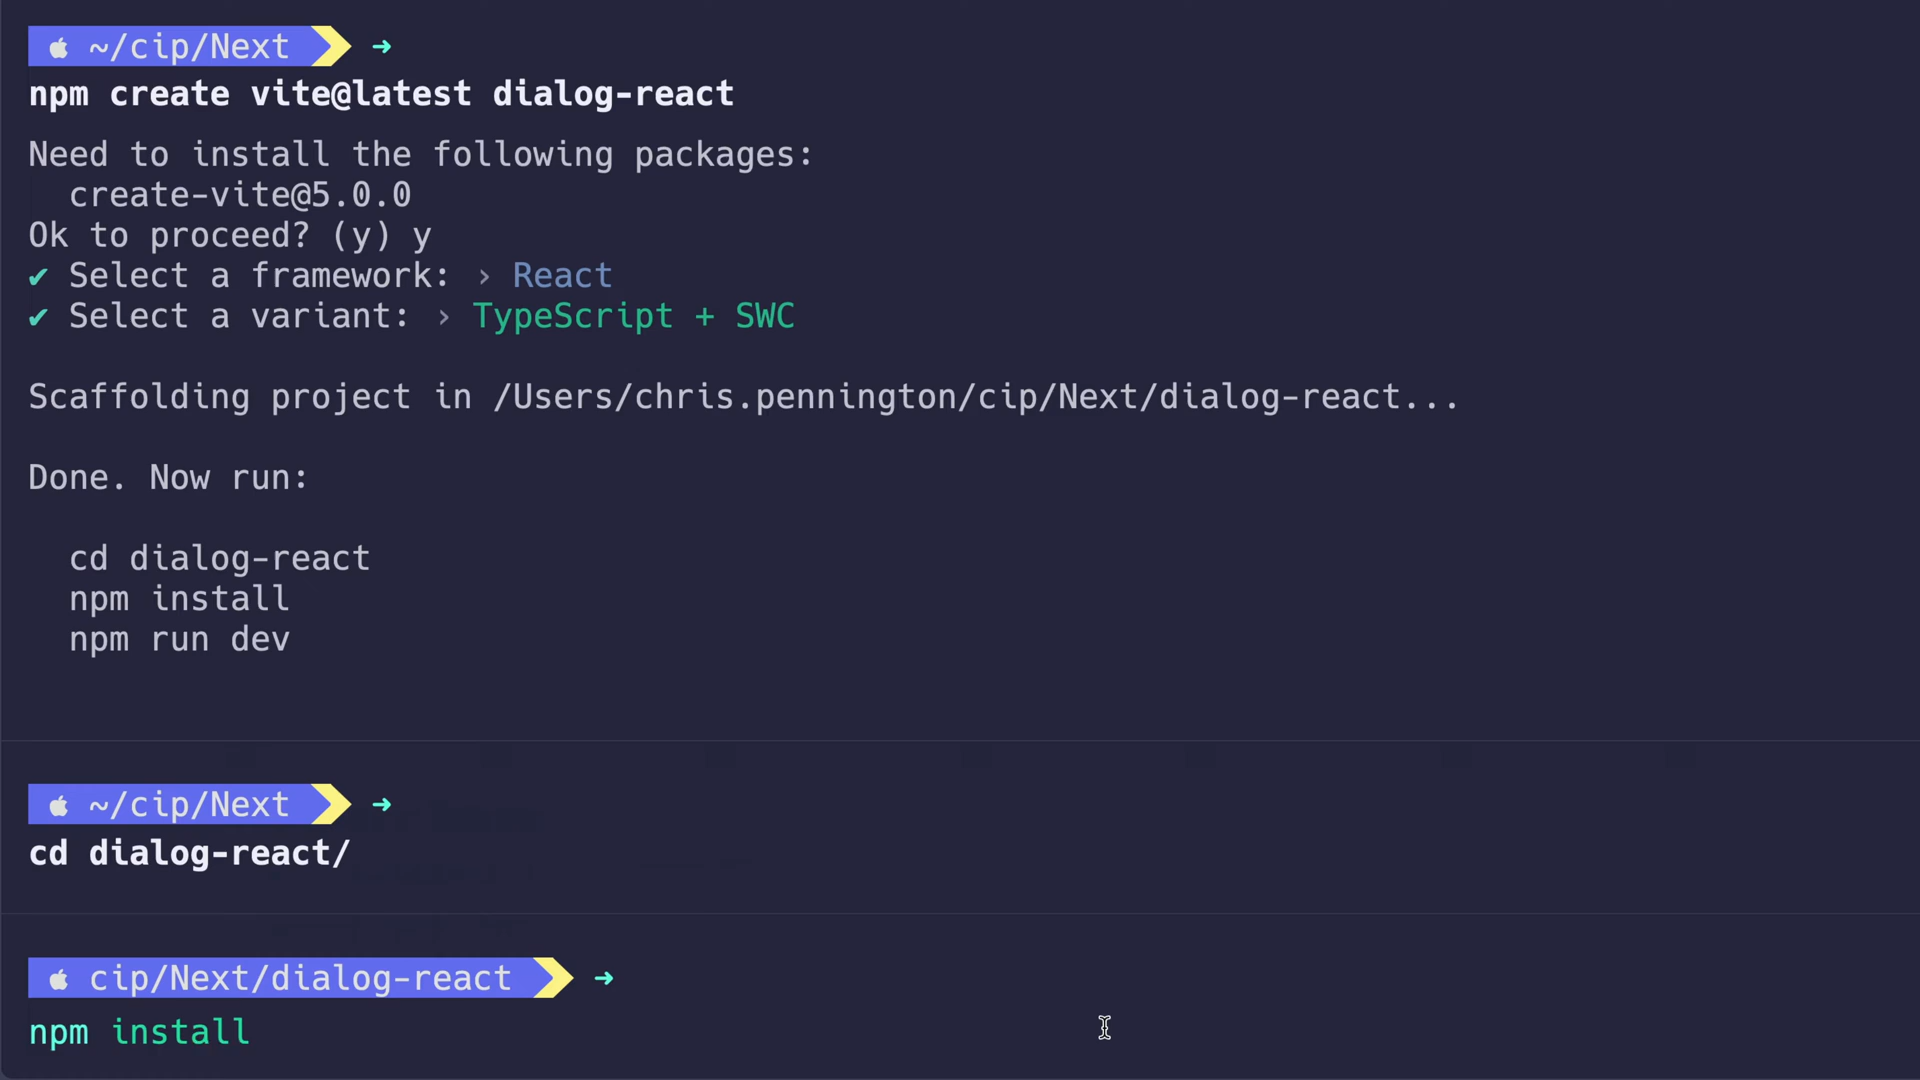 ~/cip/Next ➜
npm create vite@latest dialog-react
Need to install the following packages:
  create-vite@5.0.0
Ok to proceed? (y) y
✔ Select a framework: › React
✔ Select a variant: › TypeScript + SWC
Scaffolding project in /Users/chris.pennington/cip/Next/dialog-react...
Done. Now run:
  cd dialog-react
  npm install
  npm run dev
~/cip/Next ➜
cd dialog-react/
cip/Next/dialog-react ➜
npm install